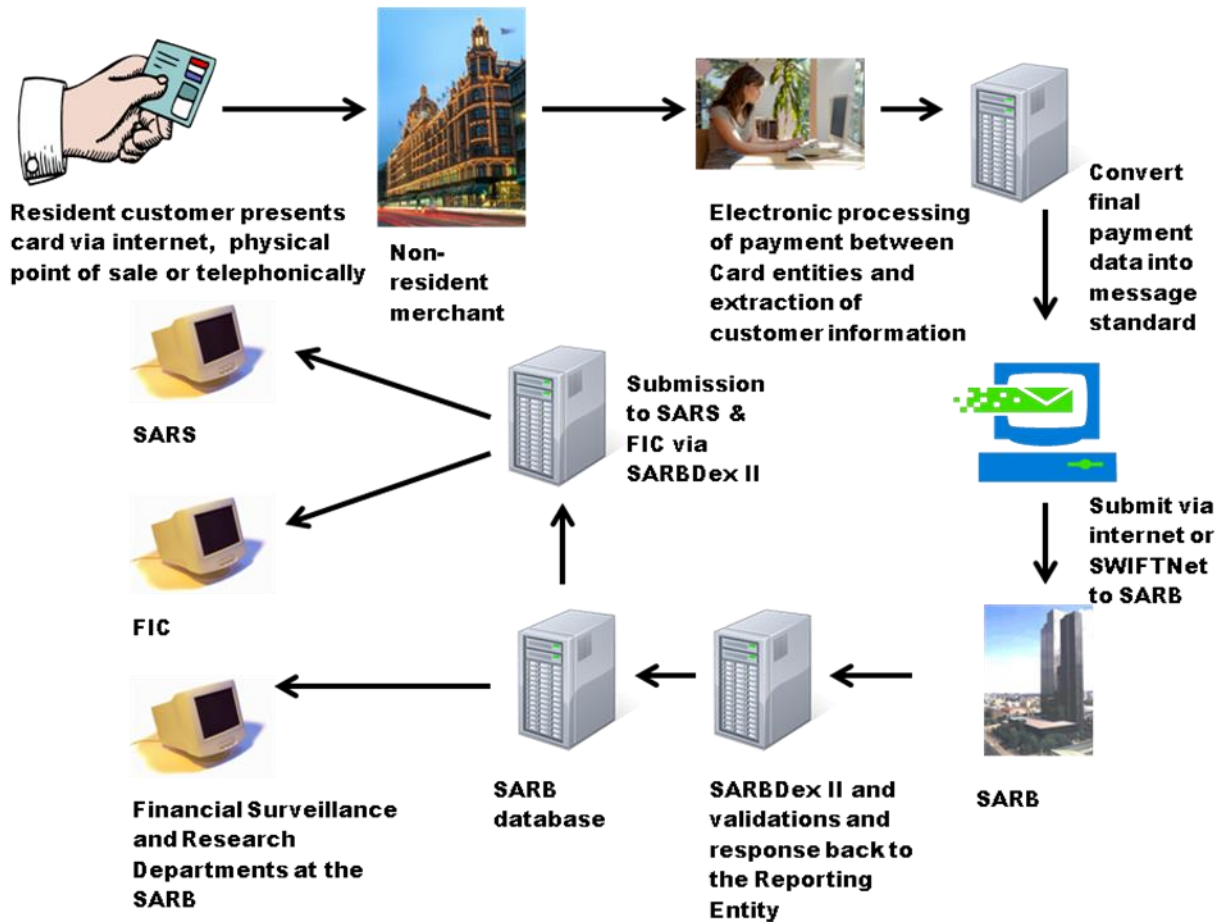 Resident customer presents
card via internet, physical
point of sale or telephonically
Non-
resident
merchant
Electronic processing
of payment between
Card entities and
extraction of
customer information
Convert
final
payment
data into
message
standard
Submit via
internet or
SWIFTNet
to SARB
SARB
SARBDex II and
validations and
response back to
the Reporting
Entity
SARB
database
Submission
to SARS &
FIC via
SARBDex II
SARS
FIC
Financial Surveillance
and Research
Departments at the
SARB